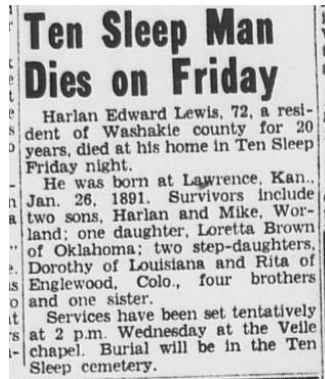 Ten Sleep Man
Dies on Friday
Harlan Edward Lewis, 72, a resi-
dent of Washakie county for 20
years, died at his home in Ten Sleep
Friday night.
He was born at Lawrence, Kan.,
Jan. 26, 1891. Survivors include
two sons, Harlan and Mike, Wor-
land; one daughter, Loretta Brown
of Oklahoma; two step-daughters,
Dorothy of Louisiana and Rita of
Englewood, Colo., four brothers
and one sister.
Services have been set tentatively
at 2 p.m. Wednesday at the Veile
chapel. Burial will be in the Ten
Sleep cemetery.